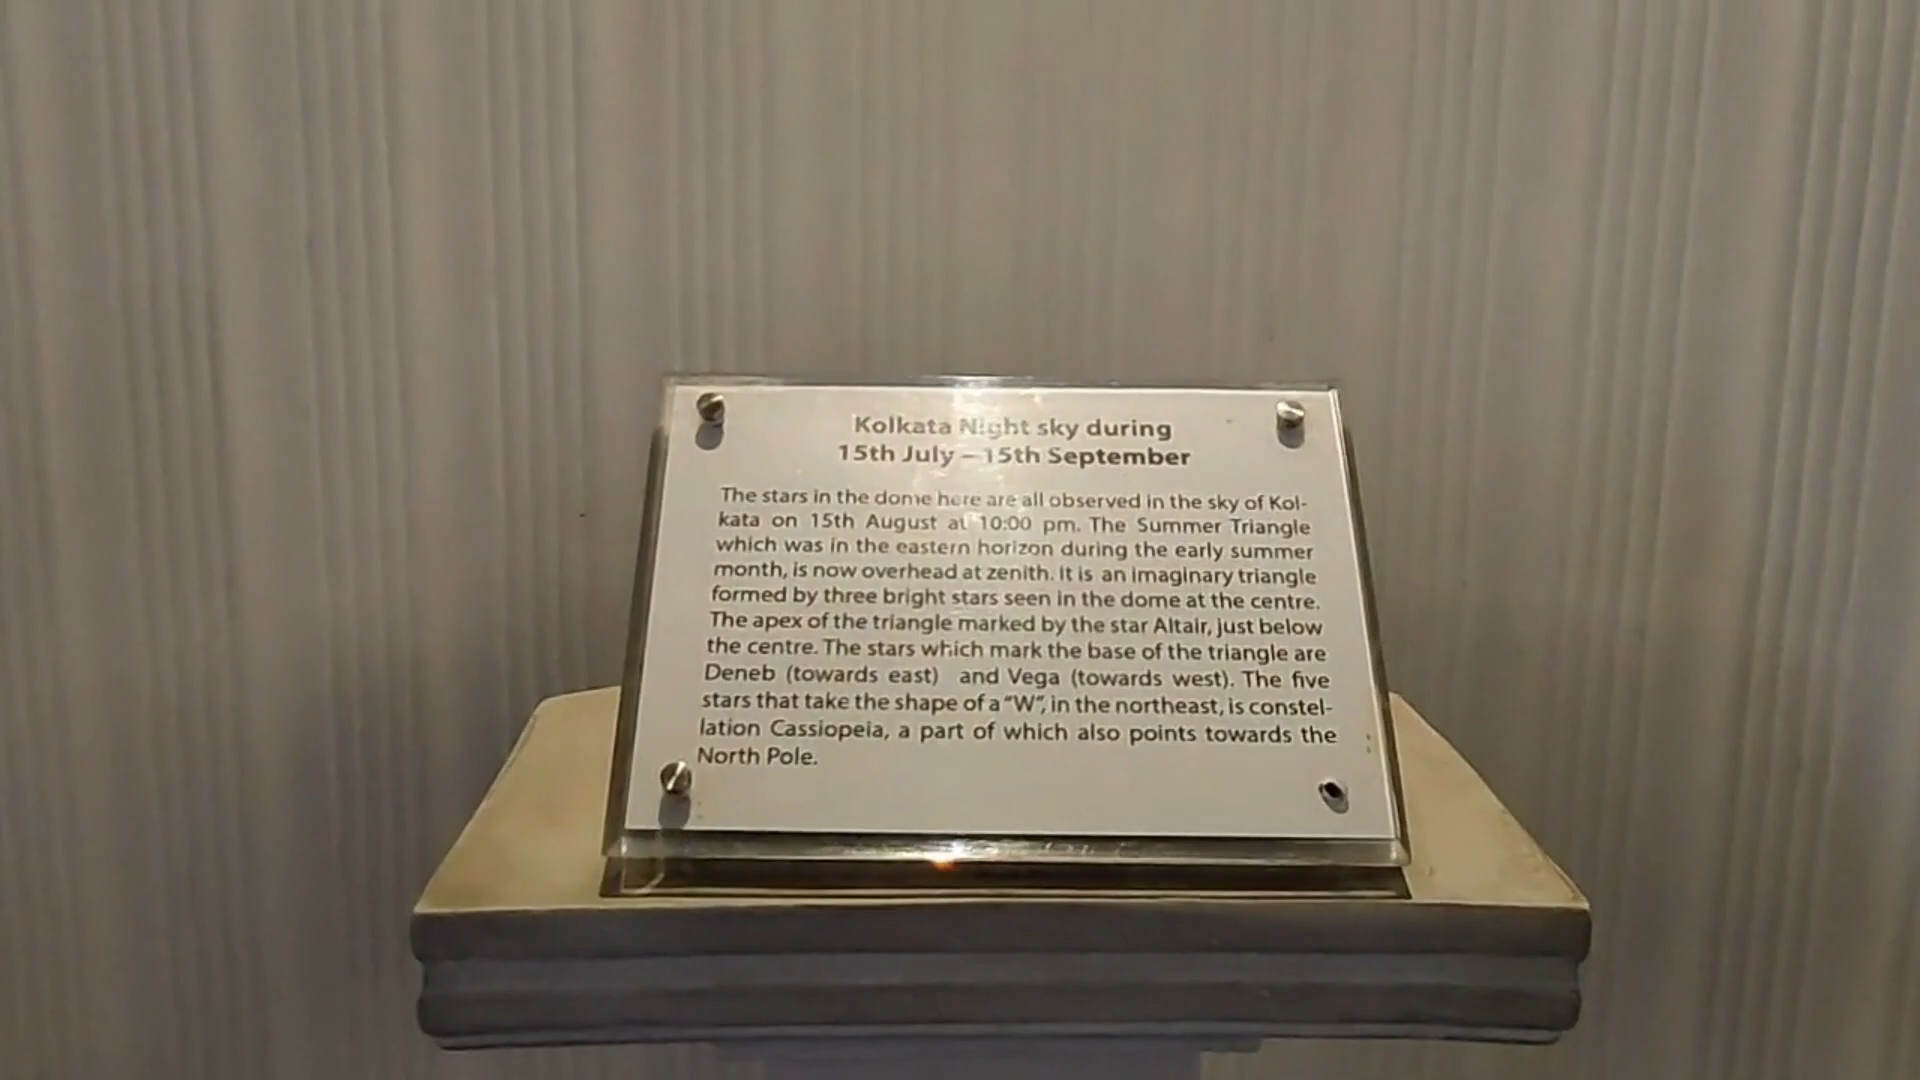 Kolkata Night sky during
15th July – 15th September
The stars in the dome here are all observed in the sky of Kol-
kata on 15th August at 10:00 pm. The Summer Triangle
which was in the eastern horizon during the early summer
month, is now overhead at zenith. It is an imaginary triangle
formed by three bright stars seen in the dome at the centre.
The apex of the triangle marked by the star Altair, just below
the centre. The stars which mark the base of the triangle are
Deneb (towards east) and Vega (towards west). The five
stars that take the shape of a "W", in the northeast, is constel-
lation Cassiopeia, a part of which also points towards the
North Pole.